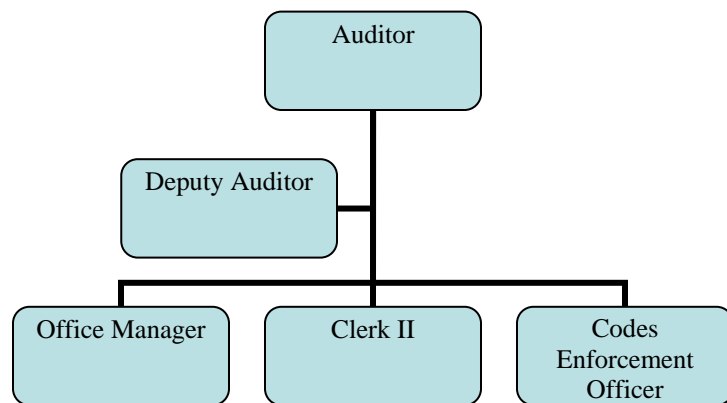 Auditor
Deputy Auditor
Office Manager
Clerk II
Codes
Enforcement
Officer